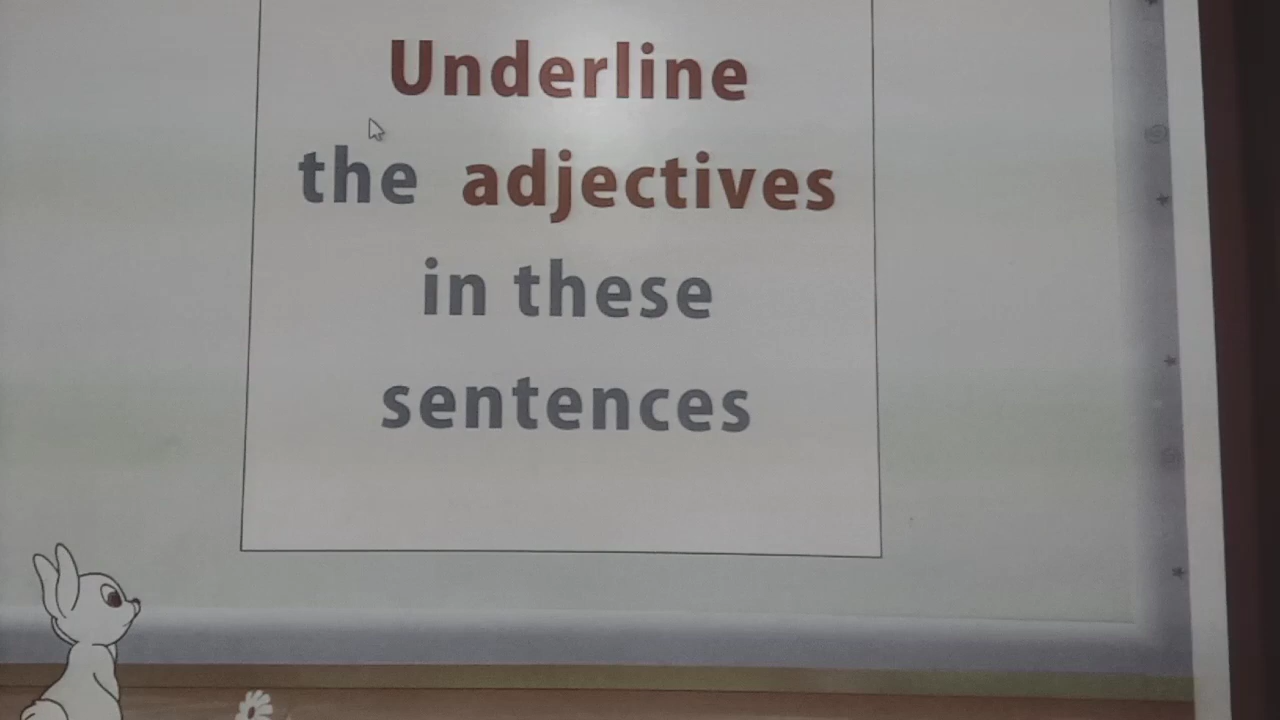 Underline
the adjectives
in these
sentences